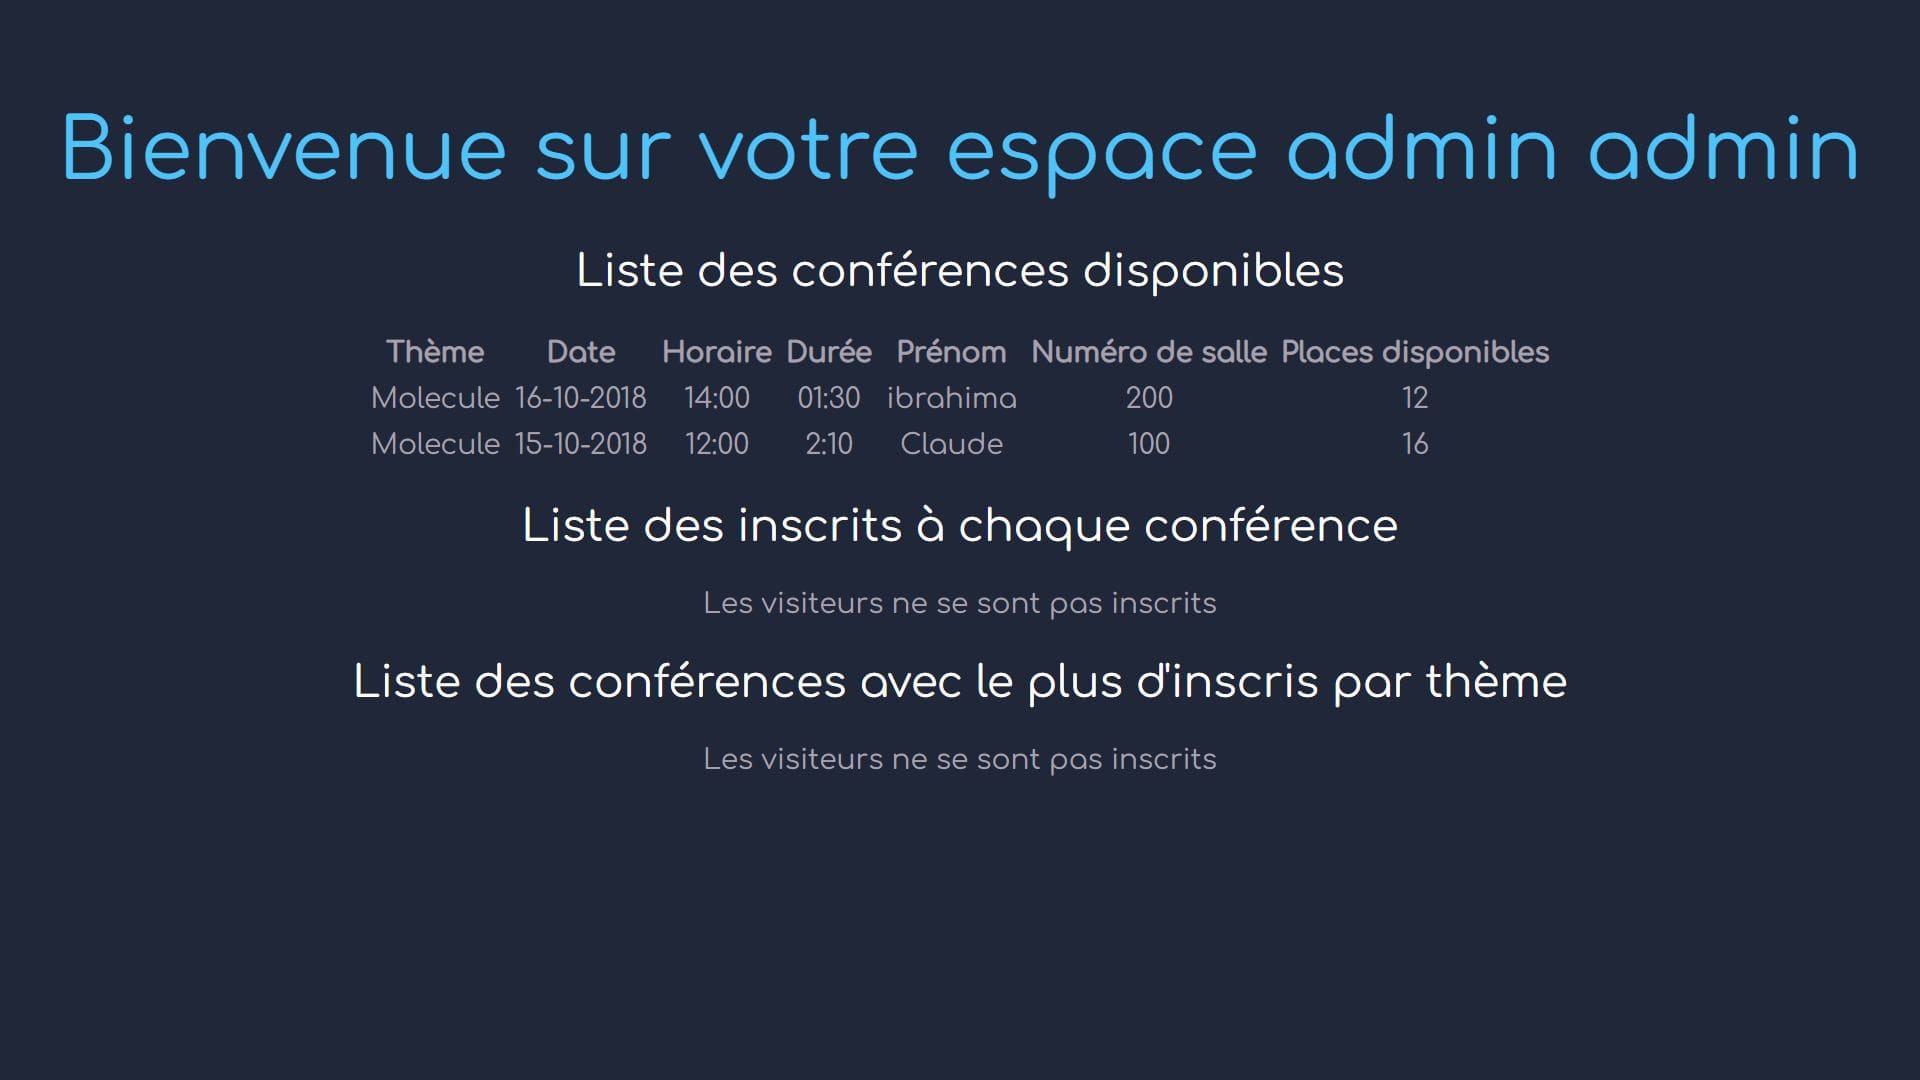 Bienvenue sur votre espace admin admin
Liste des conférences disponibles
Thème Date Horaire Durée Prénom Numéro de salle Places disponibles
Molecule 16-10-2018 14:00 01:30 ibrahima 200 12
Molecule 15-10-2018 12:00 2:10 Claude 100 16
Liste des inscrits à chaque conférence
Les visiteurs ne se sont pas inscrits
Liste des conférences avec le plus d'inscris par thème
Les visiteurs ne se sont pas inscrits